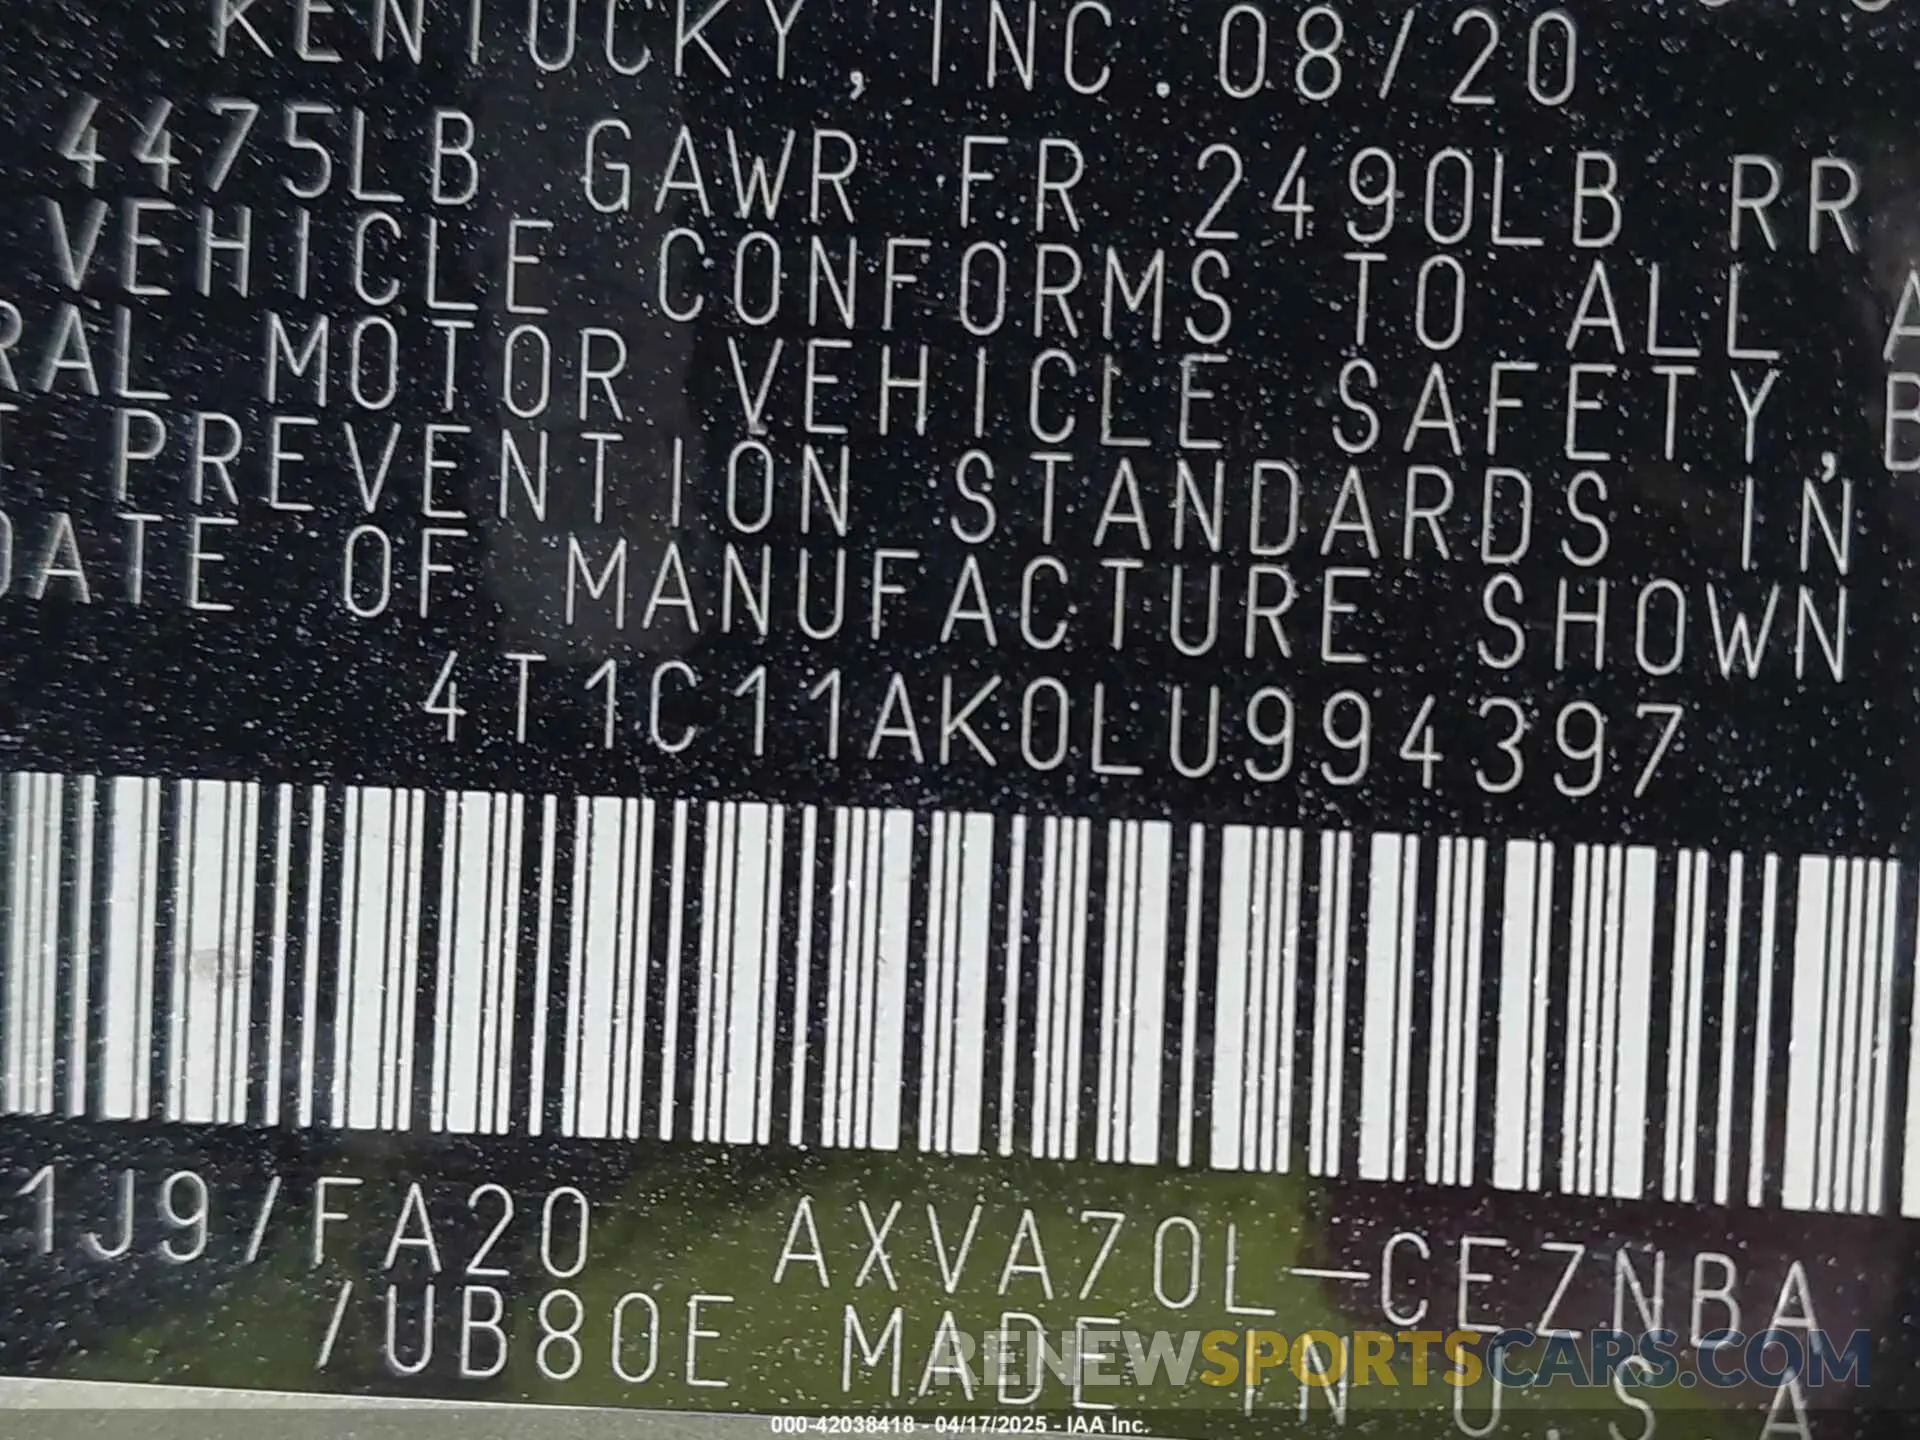 KENTUCKY, INC. 08/20
4475LB GAWR FR 2490LB RR
VEHICLE CONFORMS TO ALL A
RAL MOTOR VEHICLE SAFETY, B
T PREVENTION STANDARDS IN
DATE OF MANUFACTURE SHOWN
4T1C11AK0LU994397
1J9/FA20 AXVA70L-CEZNBA
/UB80E MADE IN U.S.A
RENEWSPORTSCARS.COM
000-42038418 - 04/17/2025 - IAA Inc.